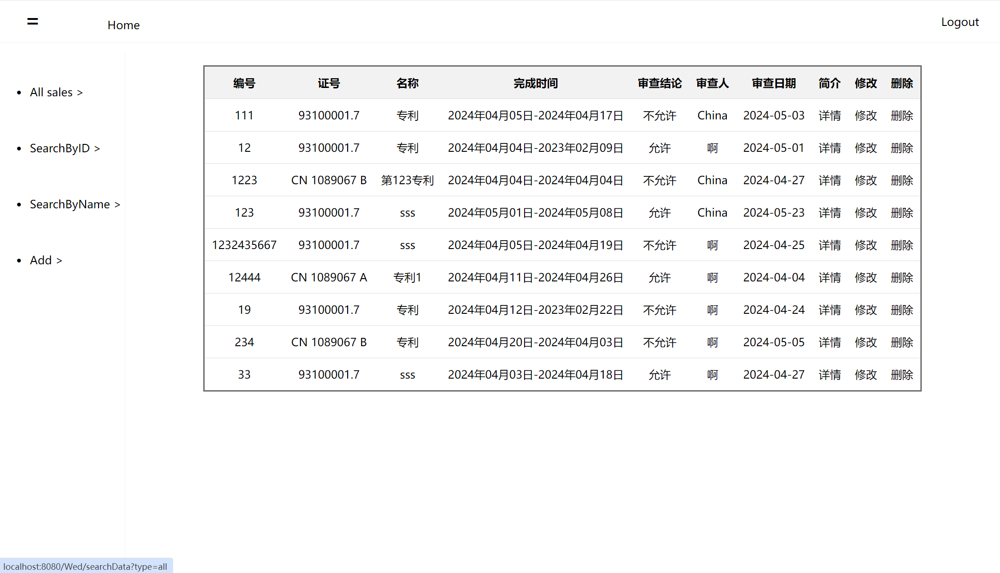 = Home Logout
All sales >
SearchByID >
SearchByName >
Add >
编号 证号 名称 完成时间 审查结论 审查人 审查日期 简介 修改 删除
111 93100001.7 专利 2024年04月05日-2024年04月17日 不允许 China 2024-05-03 详情 修改 删除
12 93100001.7 专利 2024年04月04日-2023年02月09日 允许 啊 2024-05-01 详情 修改 删除
1223 CN 1089067 B 第123专利 2024年04月04日-2024年04月04日 不允许 China 2024-04-27 详情 修改 删除
123 93100001.7 sss 2024年05月01日-2024年05月08日 允许 China 2024-05-23 详情 修改 删除
1232435667 93100001.7 sss 2024年04月05日-2024年04月19日 不允许 啊 2024-04-25 详情 修改 删除
12444 CN 1089067 A 专利1 2024年04月11日-2024年04月26日 允许 啊 2024-04-04 详情 修改 删除
19 93100001.7 专利 2024年04月12日-2023年02月22日 不允许 啊 2024-04-24 详情 修改 删除
234 CN 1089067 B 专利 2024年04月20日-2024年04月03日 不允许 啊 2024-05-05 详情 修改 删除
33 93100001.7 sss 2024年04月03日-2024年04月18日 允许 啊 2024-04-27 详情 修改 删除
localhost:8080/Wed/searchData?type=all